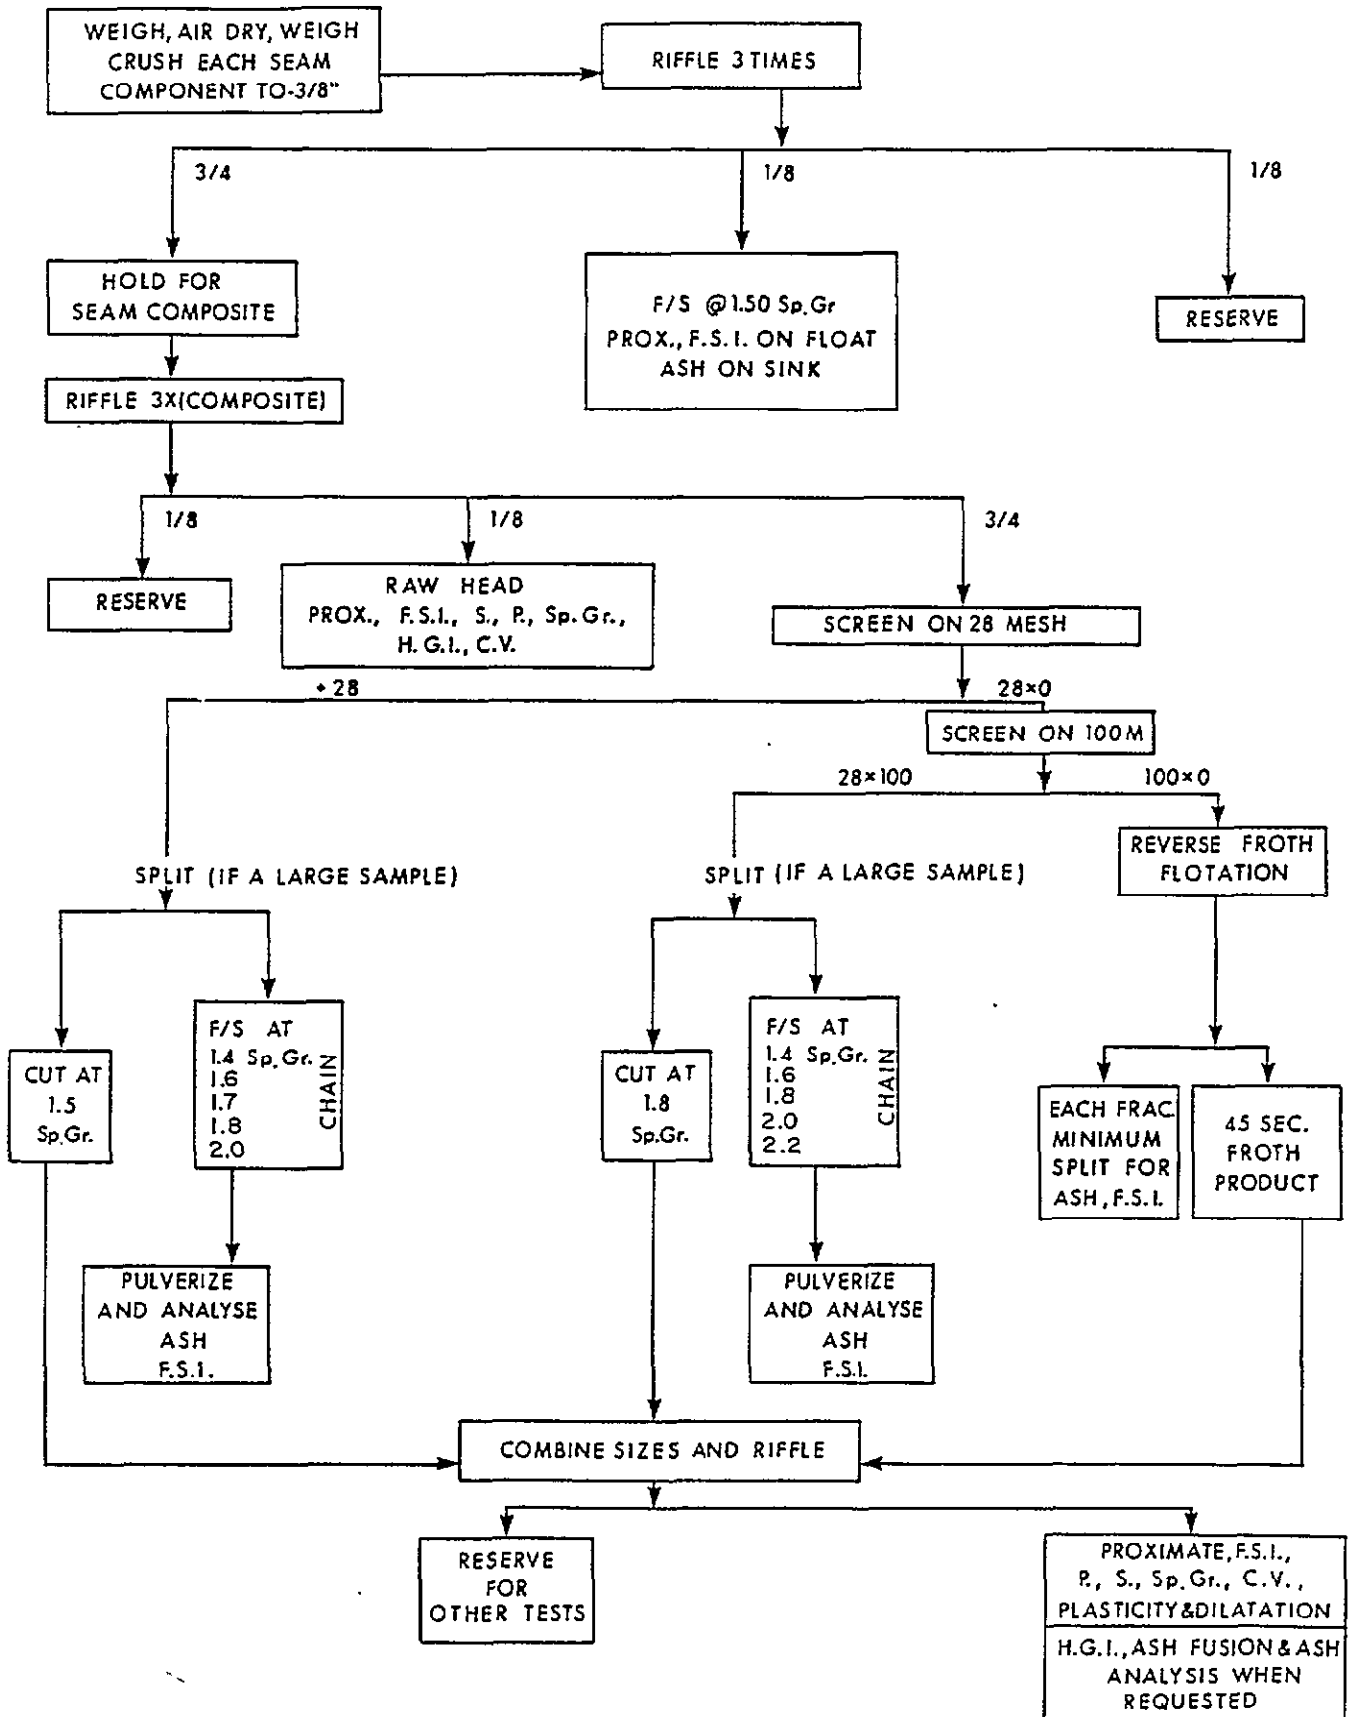 WEIGH, AIR DRY, WEIGH
CRUSH EACH SEAM
COMPONENT TO-3/8"
RIFFLE 3 TIMES
3/4
1/8
1/8
HOLD FOR
SEAM COMPOSITE
F/S @1.50 Sp.Gr
PROX., F.S.I. ON FLOAT
ASH ON SINK
RESERVE
RIFFLE 3X(COMPOSITE)
1/8
1/8
3/4
RESERVE
RAW HEAD
PROX., F.S.I., S., P., Sp.Gr.,
H.G.I., C.V.
SCREEN ON 28 MESH
+28
28×0
SCREEN ON 100M
28×100
100×0
REVERSE FROTH
FLOTATION
SPLIT (IF A LARGE SAMPLE)
SPLIT (IF A LARGE SAMPLE)
CUT AT
1.5
Sp.Gr.
F/S AT
1.4 Sp.Gr.
1.6
1.7
1.8
2.0
CHAIN
CUT AT
1.8
Sp.Gr.
F/S AT
1.4 Sp.Gr.
1.6
1.8
2.0
2.2
CHAIN
EACH FRAC.
MINIMUM
SPLIT FOR
ASH, F.S.I.
45 SEC.
FROTH
PRODUCT
PULVERIZE
AND ANALYSE
ASH
F.S.I.
PULVERIZE
AND ANALYSE
ASH
F.S.I.
COMBINE SIZES AND RIFFLE
RESERVE
FOR
OTHER TESTS
PROXIMATE, F.S.I.,
P., S., Sp.Gr., C.V.,
PLASTICITY&DILATATION
H.G.I., ASH FUSION & ASH
ANALYSIS WHEN
REQUESTED